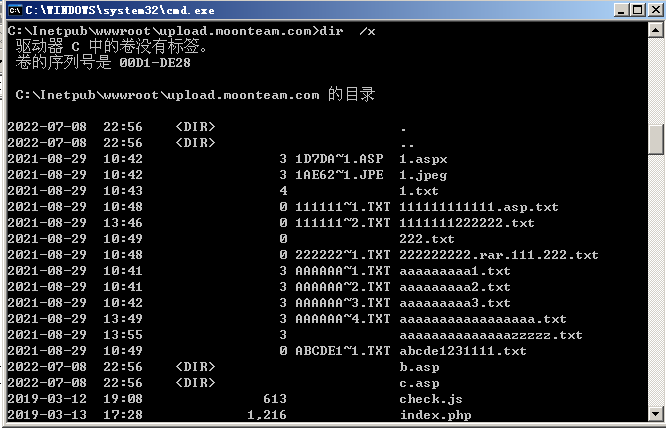 C:\WINDOWS\system32\cmd.exe
C:\Inetpub\wwwroot\upload.moonteam.com>dir  /x
驱动器 C 中的卷没有标签。
卷的序列号是 00D1-DE28
C:\Inetpub\wwwroot\upload.moonteam.com 的目录
2022-07-08  22:56    <DIR>                       .
2022-07-08  22:56    <DIR>                       ..
2021-08-29  10:42                 3 1D7DA~1.ASP  1.aspx
2021-08-29  10:42                 3 1AE62~1.JPE  1.jpeg
2021-08-29  10:43                 4              1.txt
2021-08-29  10:48                 0 111111~1.TXT 111111111111.asp.txt
2021-08-29  13:46                 0 111111~2.TXT 1111111222222.txt
2021-08-29  10:49                 0              222.txt
2021-08-29  10:48                 0 222222~1.TXT 222222222.rar.111.222.txt
2021-08-29  10:41                 3 AAAAAA~1.TXT aaaaaaaaa1.txt
2021-08-29  10:41                 3 AAAAAA~2.TXT aaaaaaaaa2.txt
2021-08-29  10:42                 3 AAAAAA~3.TXT aaaaaaaaa3.txt
2021-08-29  13:49                 3 AAAAAA~4.TXT aaaaaaaaaaaaaaaaa.txt
2021-08-29  13:55                 3              aaaaaaaaaaaaaazzzzz.txt
2021-08-29  10:49                 0 ABCDE1~1.TXT abcde1231111.txt
2022-07-08  22:56    <DIR>                       b.asp
2022-07-08  22:56    <DIR>                       c.asp
2019-03-12  19:08               613              check.js
2019-03-13  17:28             1,216              index.php